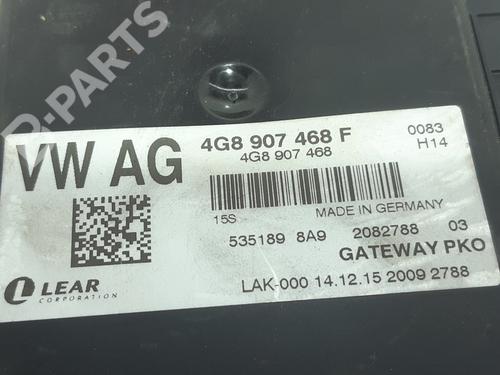 B-PARTS
VW AG
4G8 907 468 F
4G8 907 468
0083
H14
15S
MADE IN GERMANY
535189 8A9 2082788 03
GATEWAY PKO
LEAR
CORPORATION
LAK-000 14.12.15 2009 2788